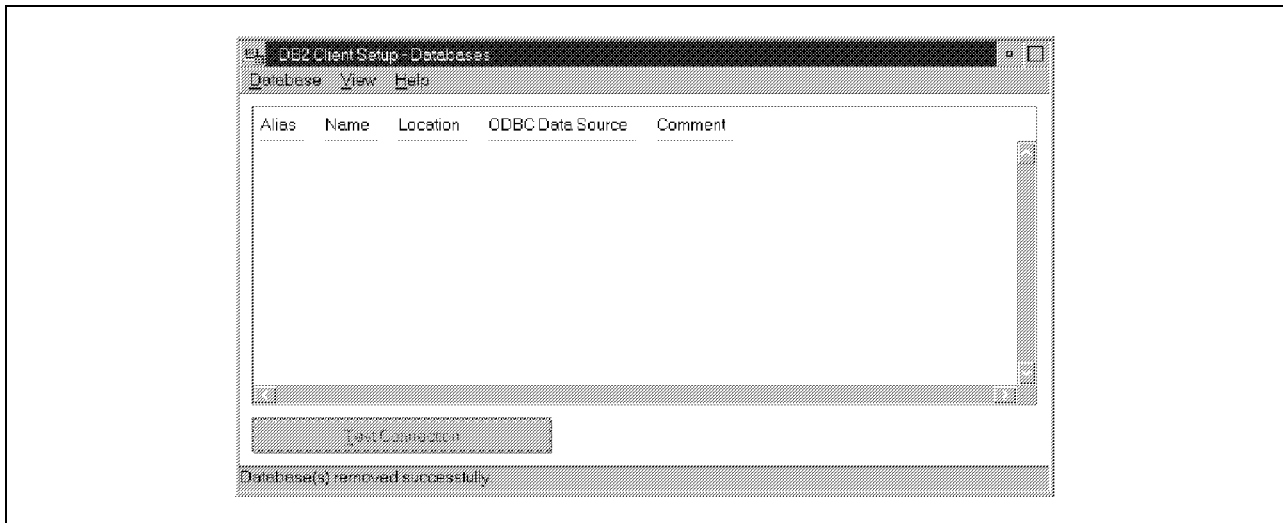 DB2 Client Setup - Databases
Database View Help
Alias Name Location ODBC Data Source Comment
Test Connection
Database(s) removed successfully.